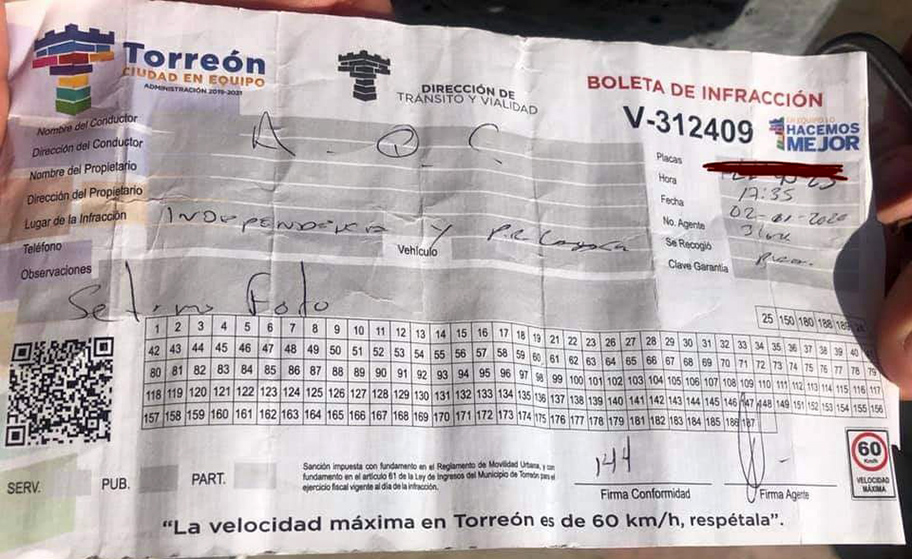 Torreón
CIUDAD EN EQUIPO
ADMINISTRACIÓN 2019-2021
DIRECCIÓN DE
TRÁNSITO Y VIALIDAD
BOLETA DE INFRACCIÓN
V-312409
EN EQUIPO LO
HACEMOS
MEJOR
Nombre del Conductor A . Q . C
Dirección del Conductor
Nombre del Propietario
Dirección del Propietario
Lugar de la Infracción INDEPENDENCIA Y
Teléfono
Vehículo
Observaciones
Foto
Placas
Hora 17:35
Fecha 02-01-2020
No. Agente
Se Recogió
Clave Garantía
25 150 180 188 189
1 2 3 4 5 6 7 8 9 10 11 12 13 14 15 16 17 18 19 21 22 23 26 27 28 29 30 31 32 33 34 35 36 37 38 39 40
42 43 44 45 46 47 48 49 50 51 52 53 54 55 56 57 58 59 60 61 62 63 64 65 66 67 68 69 70 71 72 73 74 75 76 77 78 79
80 81 82 83 84 85 86 87 88 89 90 91 92 93 94 95 96 97 98 99 100 101 102 103 104 105 106 107 108 109 110 111 112 113 114 115 116 117
118 119 120 121 122 123 124 125 126 127 128 129 130 131 132 133 134 135 136 137 138 139 140 141 142 143 144 145 146 147 148 149 151 152 153 154 155 156
157 158 159 160 161 162 163 164 165 166 167 168 169 170 171 172 173 174 175 176 177 178 179 181 182 183 184 185 186 187
SERV. PUB. PART.
Sanción impuesta con fundamento en el Reglamento de Movilidad Urbana, y con
fundamento en el artículo 61 de la Ley de Ingresos del Municipio de Torreón para el
ejercicio fiscal vigente al día de la infracción.
144
Firma Conformidad
Firma Agente
60
Km/h
VELOCIDAD
MÁXIMA
“La velocidad máxima en Torreón es de 60 km/h, respétala”.